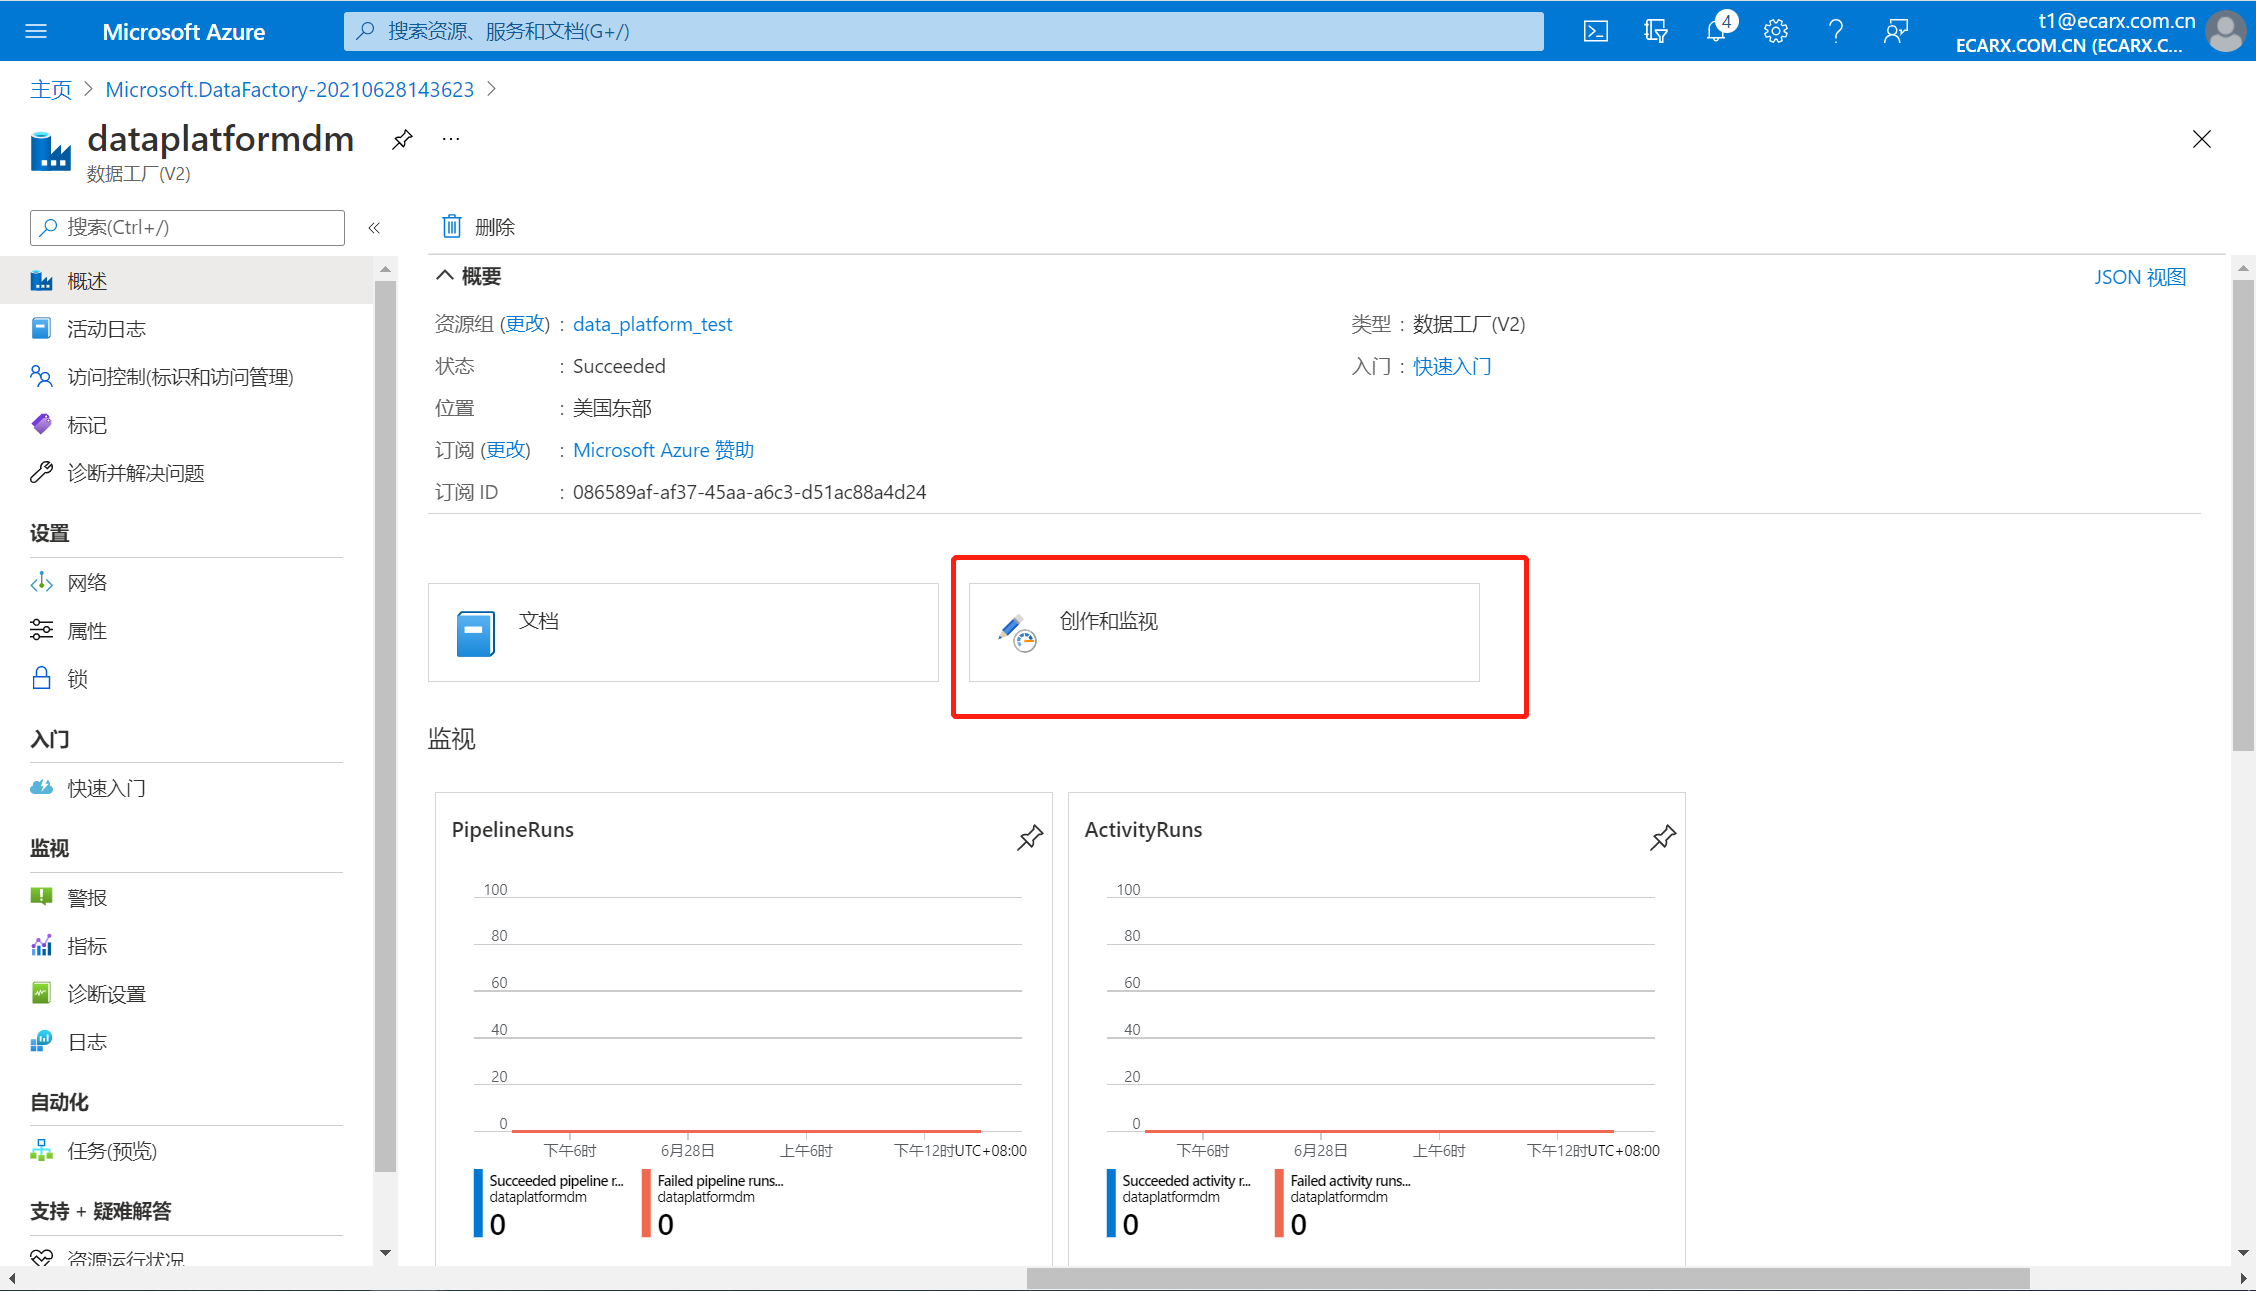 Microsoft Azure
搜索资源、服务和文档(G+/)
4
t1@ecarx.com.cn
ECARX.COM.CN (ECARX.C...
主页 > Microsoft.DataFactory-20210628143623 >
dataplatformdm
...
数据工厂(V2)
搜索(Ctrl+/)
«
概述
活动日志
访问控制(标识和访问管理)
标记
诊断并解决问题
设置
网络
属性
锁
入门
快速入门
监视
警报
指标
诊断设置
日志
自动化
任务(预览)
支持 + 疑难解答
资源运行状况
删除
概要
JSON 视图
资源组 (更改) : data_platform_test
状态 : Succeeded
位置 : 美国东部
订阅 (更改) : Microsoft Azure 赞助
订阅 ID : 086589af-af37-45aa-a6c3-d51ac88a4d24
类型 : 数据工厂(V2)
入门 : 快速入门
文档
创作和监视
监视
PipelineRuns
100
80
60
40
20
0
下午6时 6月28日 上午6时 下午12时UTC+08:00
Succeeded pipeline r...
dataplatformdm
0
Failed pipeline runs...
dataplatformdm
0
ActivityRuns
100
80
60
40
20
0
下午6时 6月28日 上午6时 下午12时UTC+08:00
Succeeded activity r...
dataplatformdm
0
Failed activity runs...
dataplatformdm
0